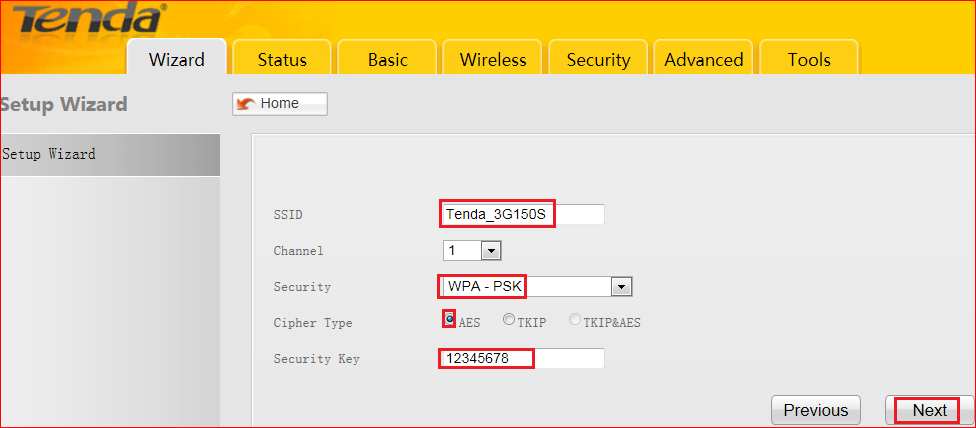 Tenda
Wizard Status Basic Wireless Security Advanced Tools
Setup Wizard
Home
Setup Wizard
SSID Tenda_3G150S
Channel 1
Security WPA - PSK
Cipher Type AES TKIP TKIP&AES
Security Key 12345678
Previous Next